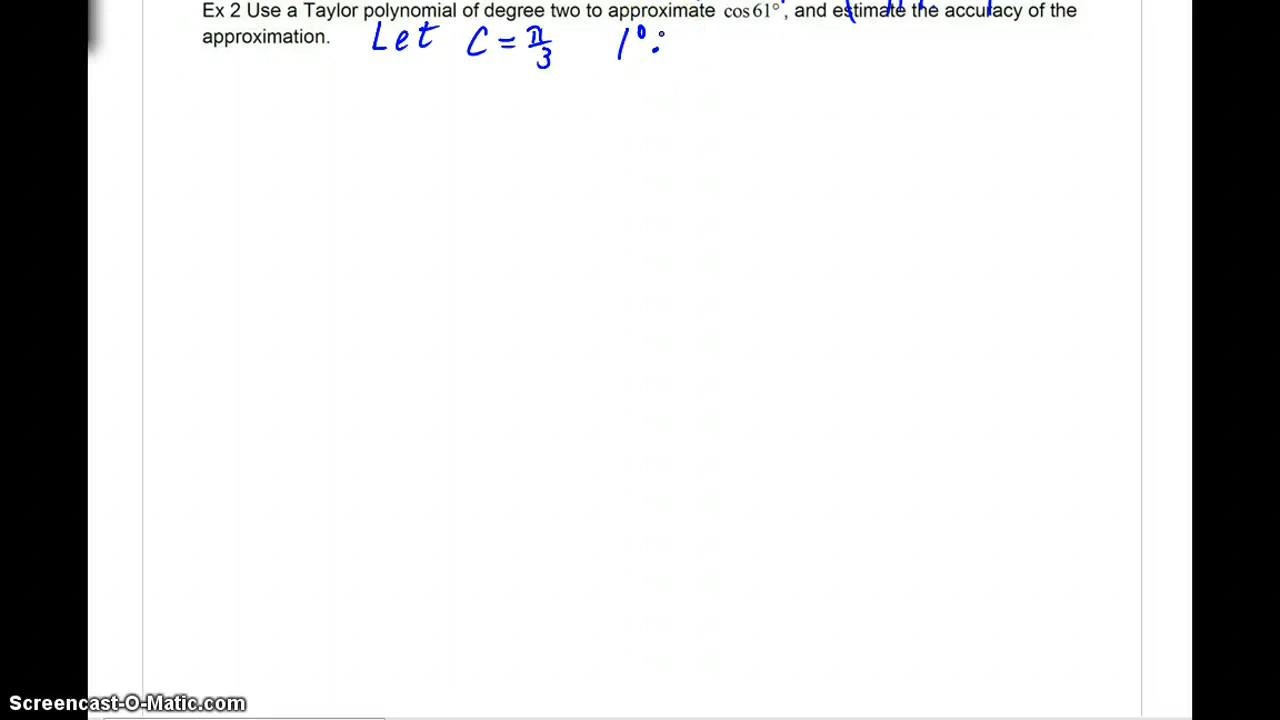 Ex 2 Use a Taylor polynomial of degree two to approximate cos 61°, and estimate the accuracy of the
approximation. Let C = π/3 1°:
Screencast-O-Matic.com